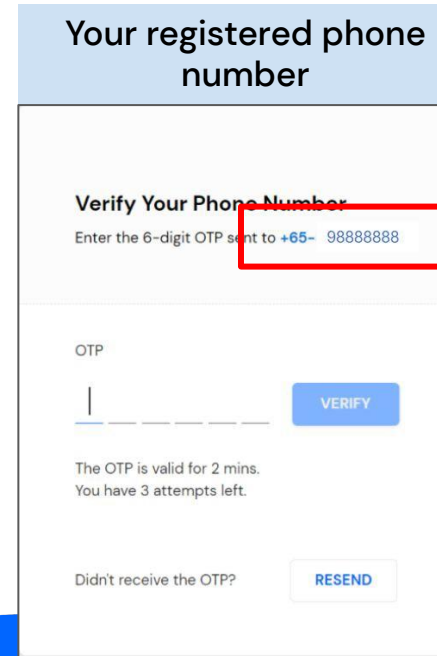 Your registered phone
number
Verify Your Phone Number
Enter the 6-digit OTP sent to +65- 98888888
OTP
VERIFY
The OTP is valid for 2 mins.
You have 3 attempts left.
Didn't receive the OTP?
RESEND